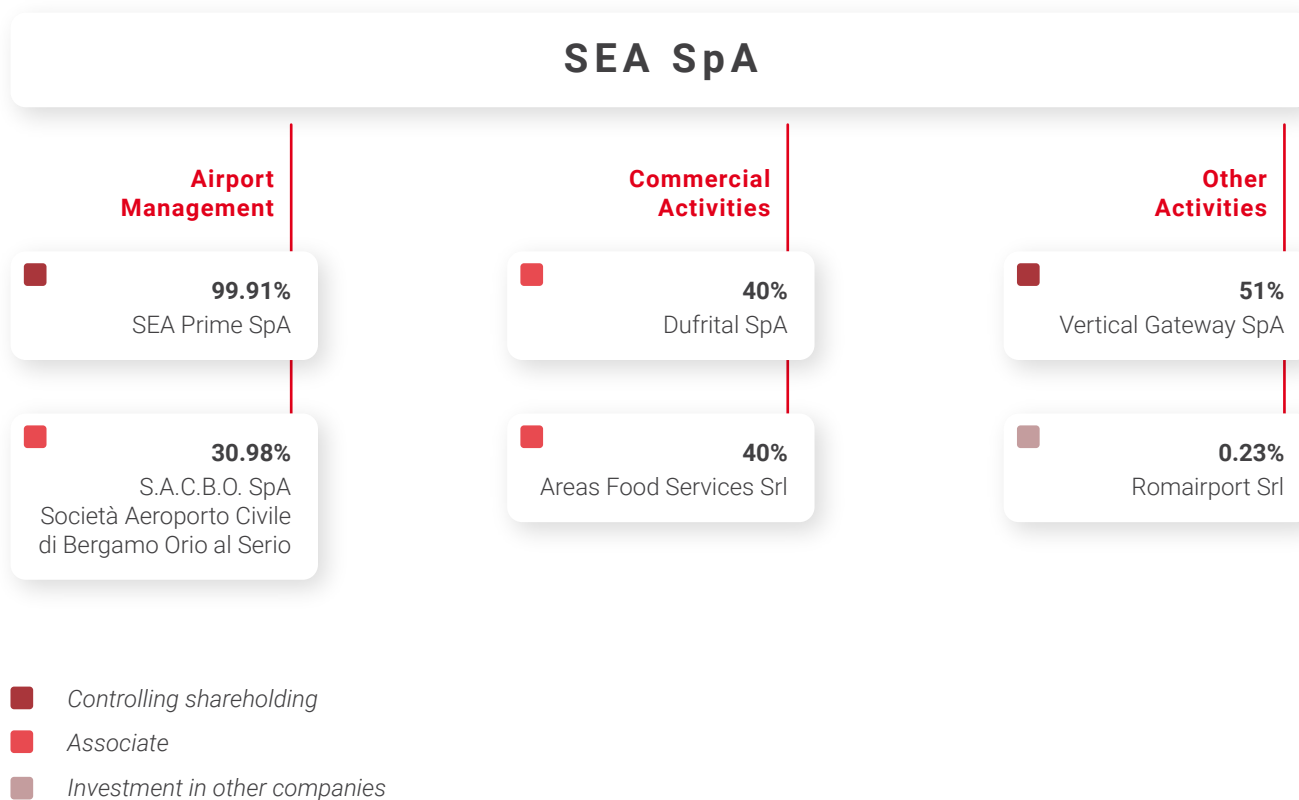 SEA SpA
Airport
Management
99.91%
SEA Prime SpA
30.98%
S.A.C.B.O. SpA
Società Aeroporto Civile
di Bergamo Orio al Serio
Commercial
Activities
40%
Dufrital SpA
40%
Areas Food Services Srl
Other
Activities
51%
Vertical Gateway SpA
0.23%
Romairport Srl
Controlling shareholding
Associate
Investment in other companies